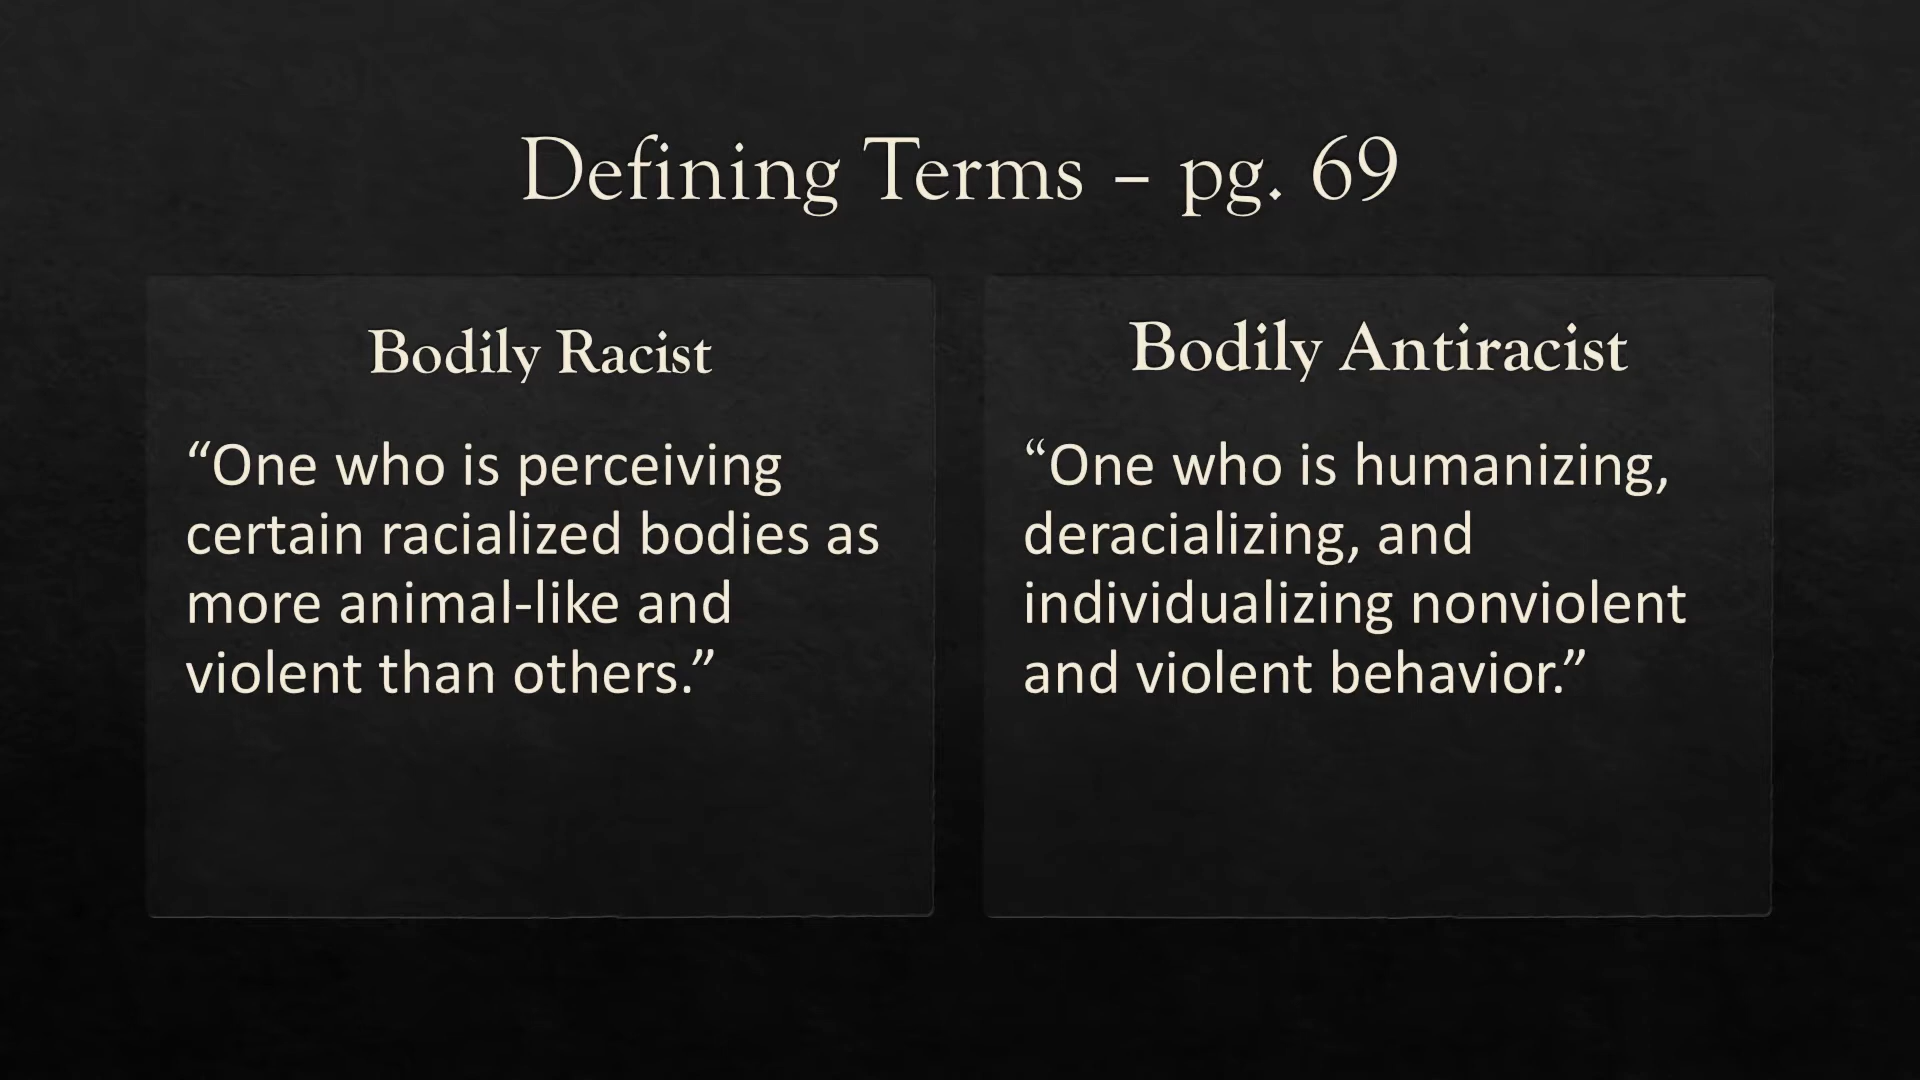 Defining Terms – pg. 69
Bodily Racist
“One who is perceiving
certain racialized bodies as
more animal-like and
violent than others.”
Bodily Antiracist
“One who is humanizing,
deracializing, and
individualizing nonviolent
and violent behavior.”